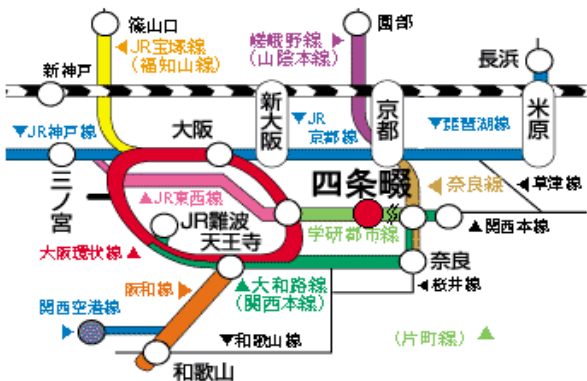 篠山口
園部
◀JR宝塚線
(福知山線)
嵯峨野線▶
(山陰本線)
長浜
新神戸
新大阪
京都
米原
▼JR神戸線
大阪
▼JR
京都線
▼琵琶湖線
三ノ宮
▲JR東西線
四条畷
◀奈良線
◀草津線
JR難波
学研都市線
▲関西本線
天王寺
大阪環状線▲
奈良
阪和線▶
▲大和路線
(関西本線)
◀桜井線
関西空港線
▶
▼和歌山線
(片町線)▲
和歌山